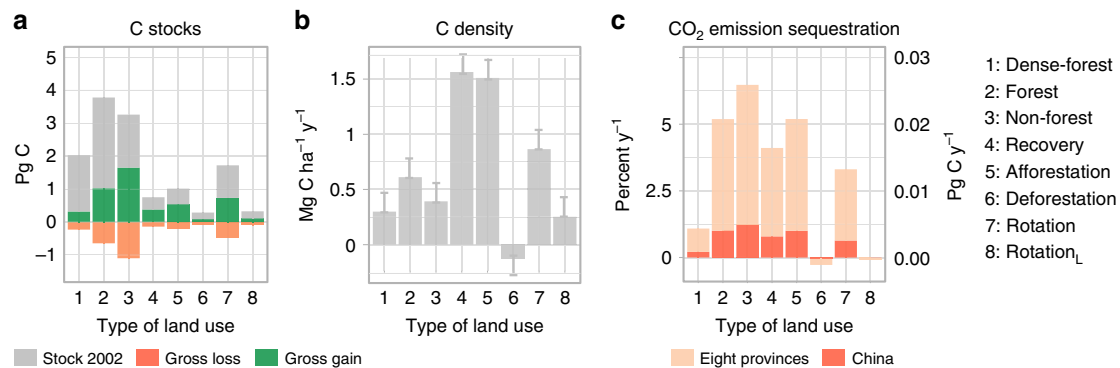 a
C stocks
5
4
3
2
1
0
−1
Pg C
1 2 3 4 5 6 7 8
Type of land use
Stock 2002 Gross loss Gross gain
b
C density
1.5
1
0.5
0
Mg C ha⁻¹ y⁻¹
1 2 3 4 5 6 7 8
Type of land use
c
CO₂ emission sequestration
5
2.5
0
Percent y⁻¹
0.03
0.02
0.01
0.00
Pg C y⁻¹
1 2 3 4 5 6 7 8
Type of land use
Eight provinces China
1: Dense-forest
2: Forest
3: Non-forest
4: Recovery
5: Afforestation
6: Deforestation
7: Rotation
8: Rotation_L